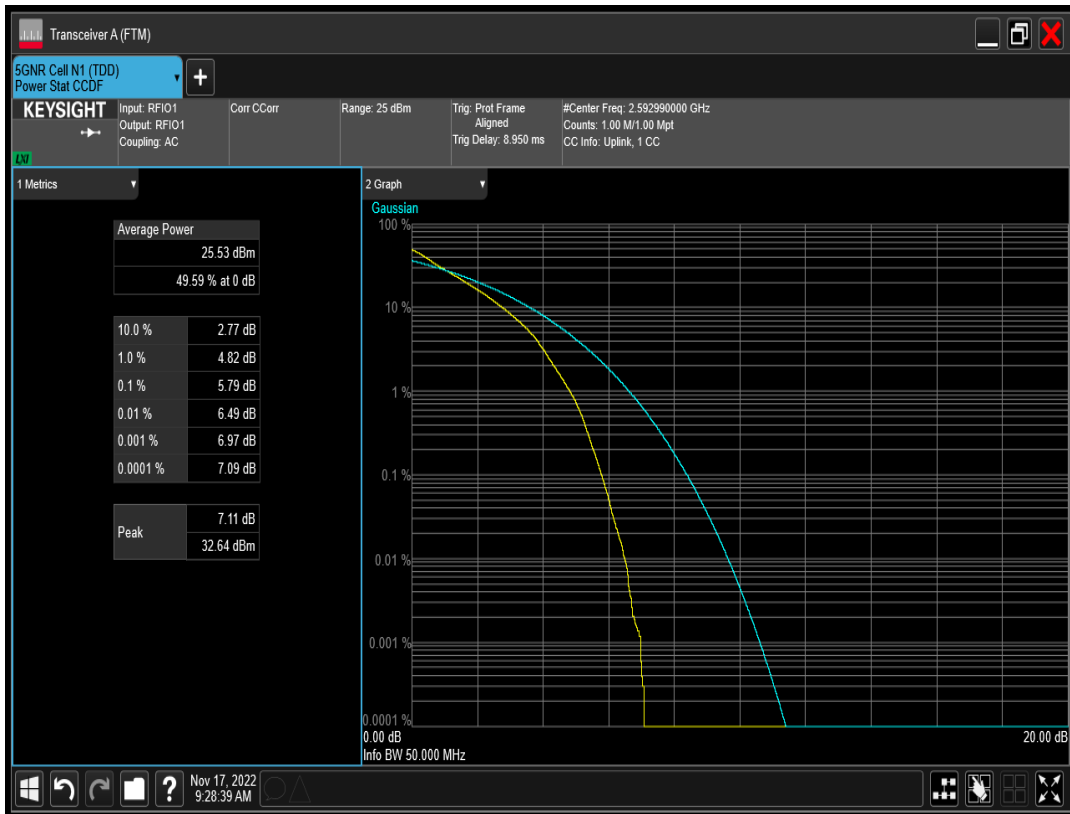 Transceiver A (FTM)
5GNR Cell N1 (TDD)
Power Stat CCDF
+
KEYSIGHT
LXI
Input: RFIO1
Output: RFIO1
Coupling: AC
Corr CCorr
Range: 25 dBm
Trig: Prot Frame
Aligned
Trig Delay: 8.950 ms
#Center Freq: 2.592990000 GHz
Counts: 1.00 M/1.00 Mpt
CC Info: Uplink, 1 CC
1 Metrics
Average Power
25.53 dBm
49.59 % at 0 dB
10.0 % 2.77 dB
1.0 % 4.82 dB
0.1 % 5.79 dB
0.01 % 6.49 dB
0.001 % 6.97 dB
0.0001 % 7.09 dB
Peak
7.11 dB
32.64 dBm
2 Graph
Gaussian
100 %
10 %
1 %
0.1 %
0.01 %
0.001 %
0.0001 %
0.00 dB 20.00 dB
Info BW 50.000 MHz
?
Nov 17, 2022
9:28:39 AM